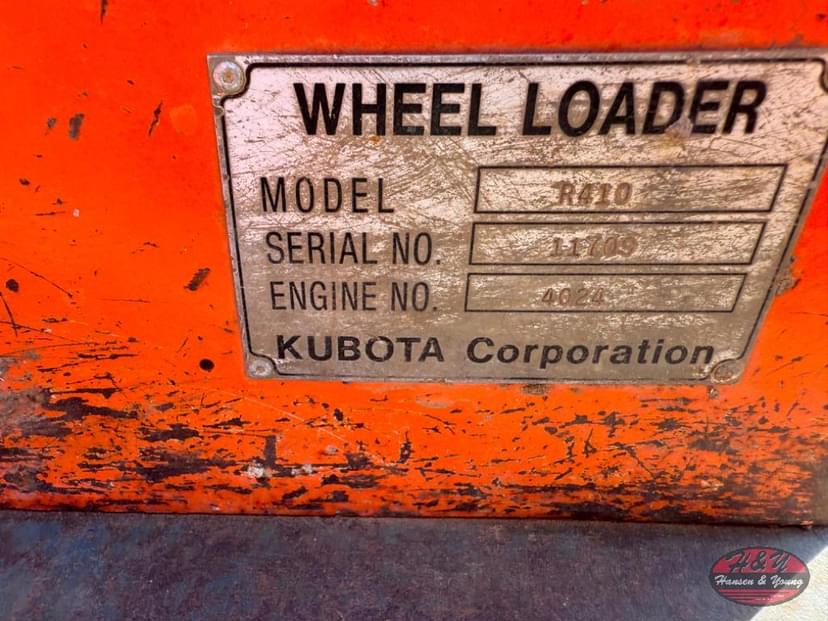 WHEEL LOADER
MODEL R410
SERIAL NO. 11709
ENGINE NO. 4024
KUBOTA Corporation
H&Y
Hansen & Young